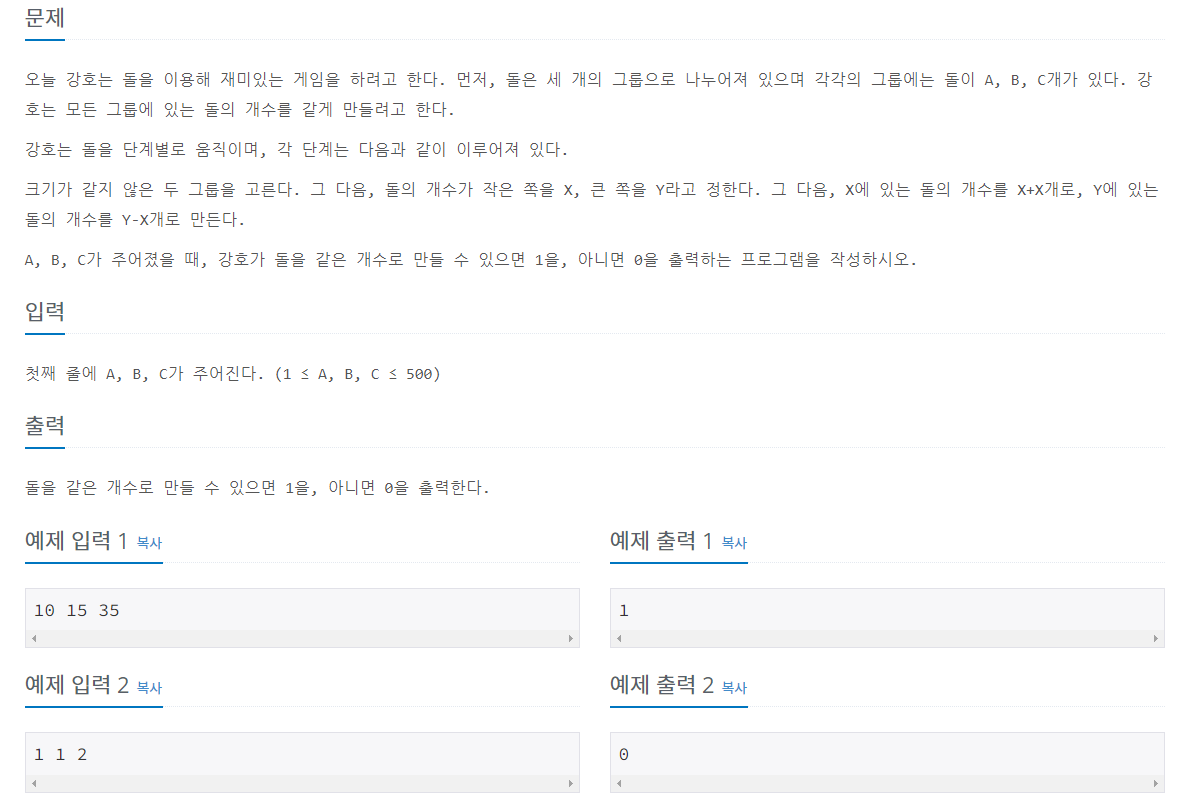 문제
오늘 강호는 돌을 이용해 재미있는 게임을 하려고 한다. 먼저, 돌은 세 개의 그룹으로 나누어져 있으며 각각의 그룹에는 돌이 A, B, C개가 있다. 강
호는 모든 그룹에 있는 돌의 개수를 같게 만들려고 한다.
강호는 돌을 단계별로 움직이며, 각 단계는 다음과 같이 이루어져 있다.
크기가 같지 않은 두 그룹을 고른다. 그 다음, 돌의 개수가 작은 쪽을 X, 큰 쪽을 Y라고 정한다. 그 다음, X에 있는 돌의 개수를 X+X개로, Y에 있는
돌의 개수를 Y-X개로 만든다.
A, B, C가 주어졌을 때, 강호가 돌을 같은 개수로 만들 수 있으면 1을, 아니면 0을 출력하는 프로그램을 작성하시오.
입력
첫째 줄에 A, B, C가 주어진다. (1 ≤ A, B, C ≤ 500)
출력
돌을 같은 개수로 만들 수 있으면 1을, 아니면 0을 출력한다.
예제 입력 1 복사
10 15 35
예제 출력 1 복사
1
예제 입력 2 복사
1 1 2
예제 출력 2 복사
0